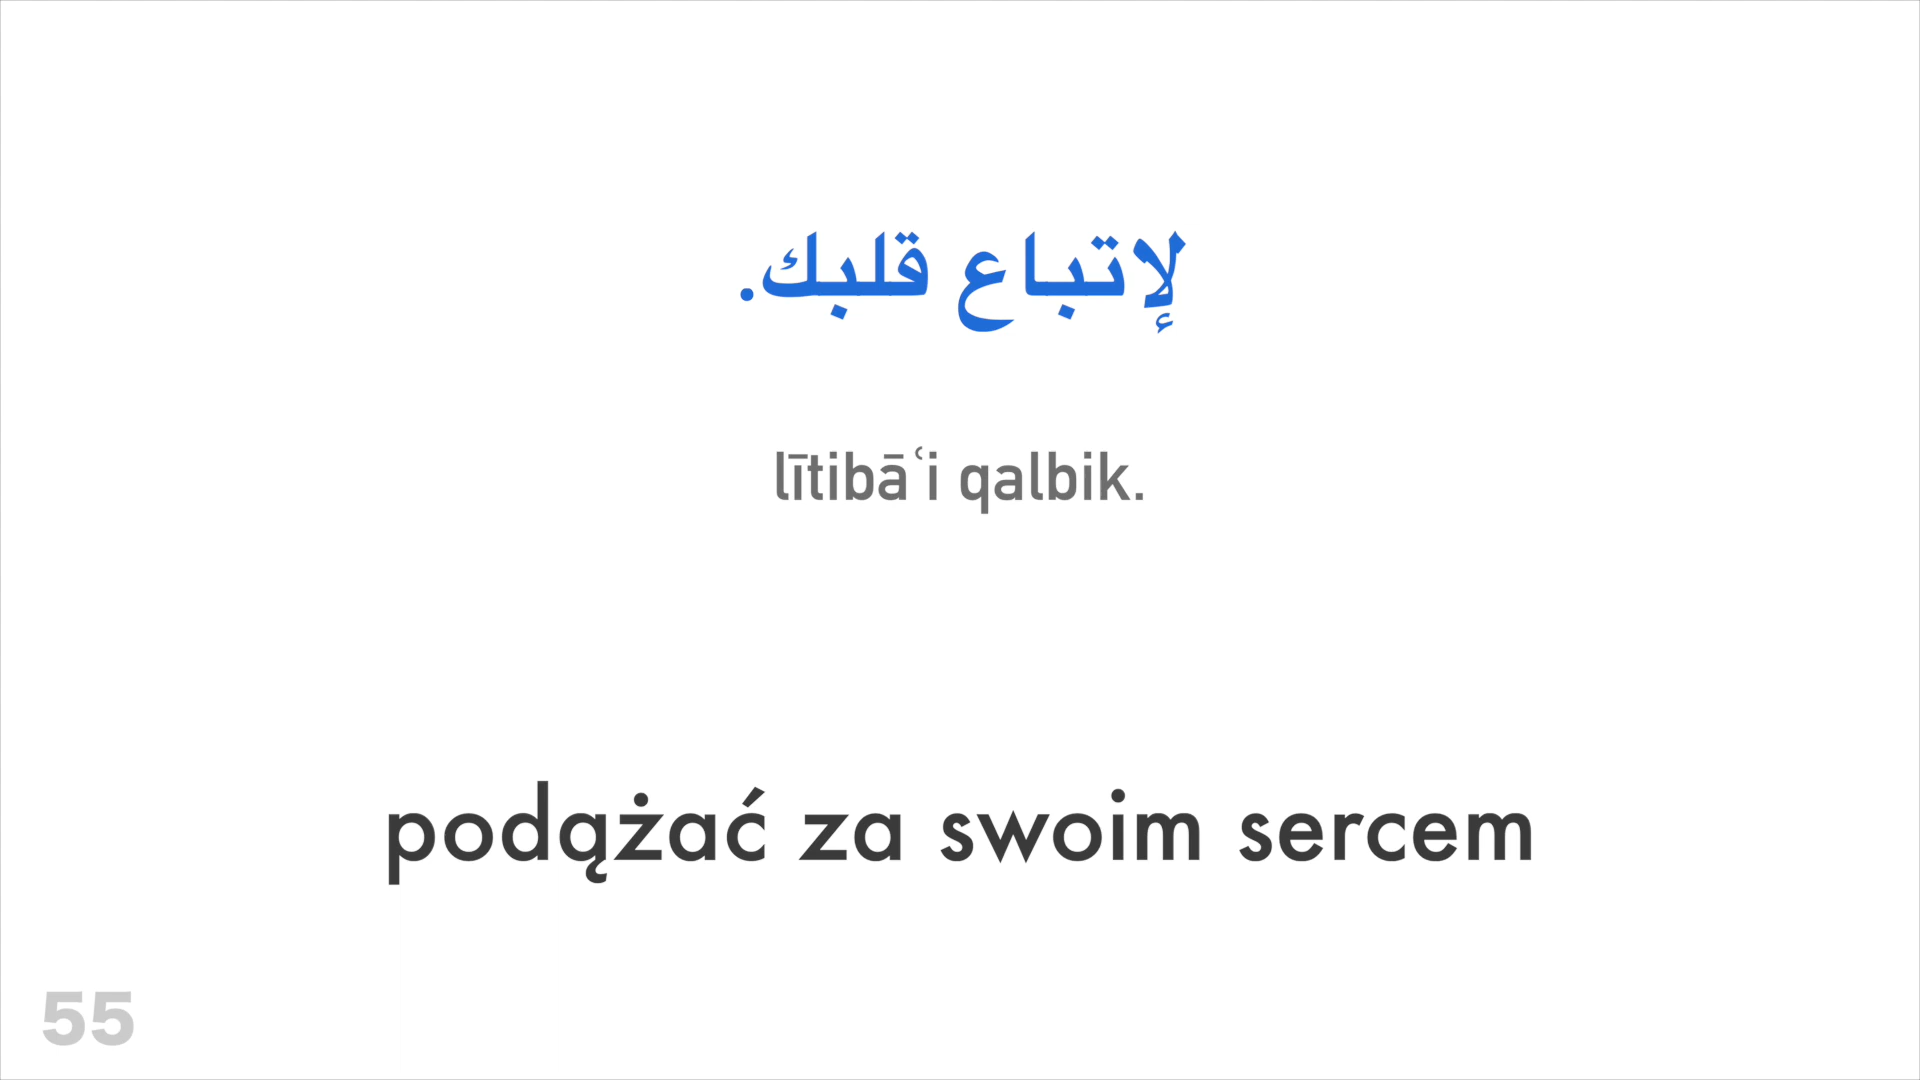 لإتباع قلبك.
lītibāʿi qalbik.
podążać za swoim sercem
55